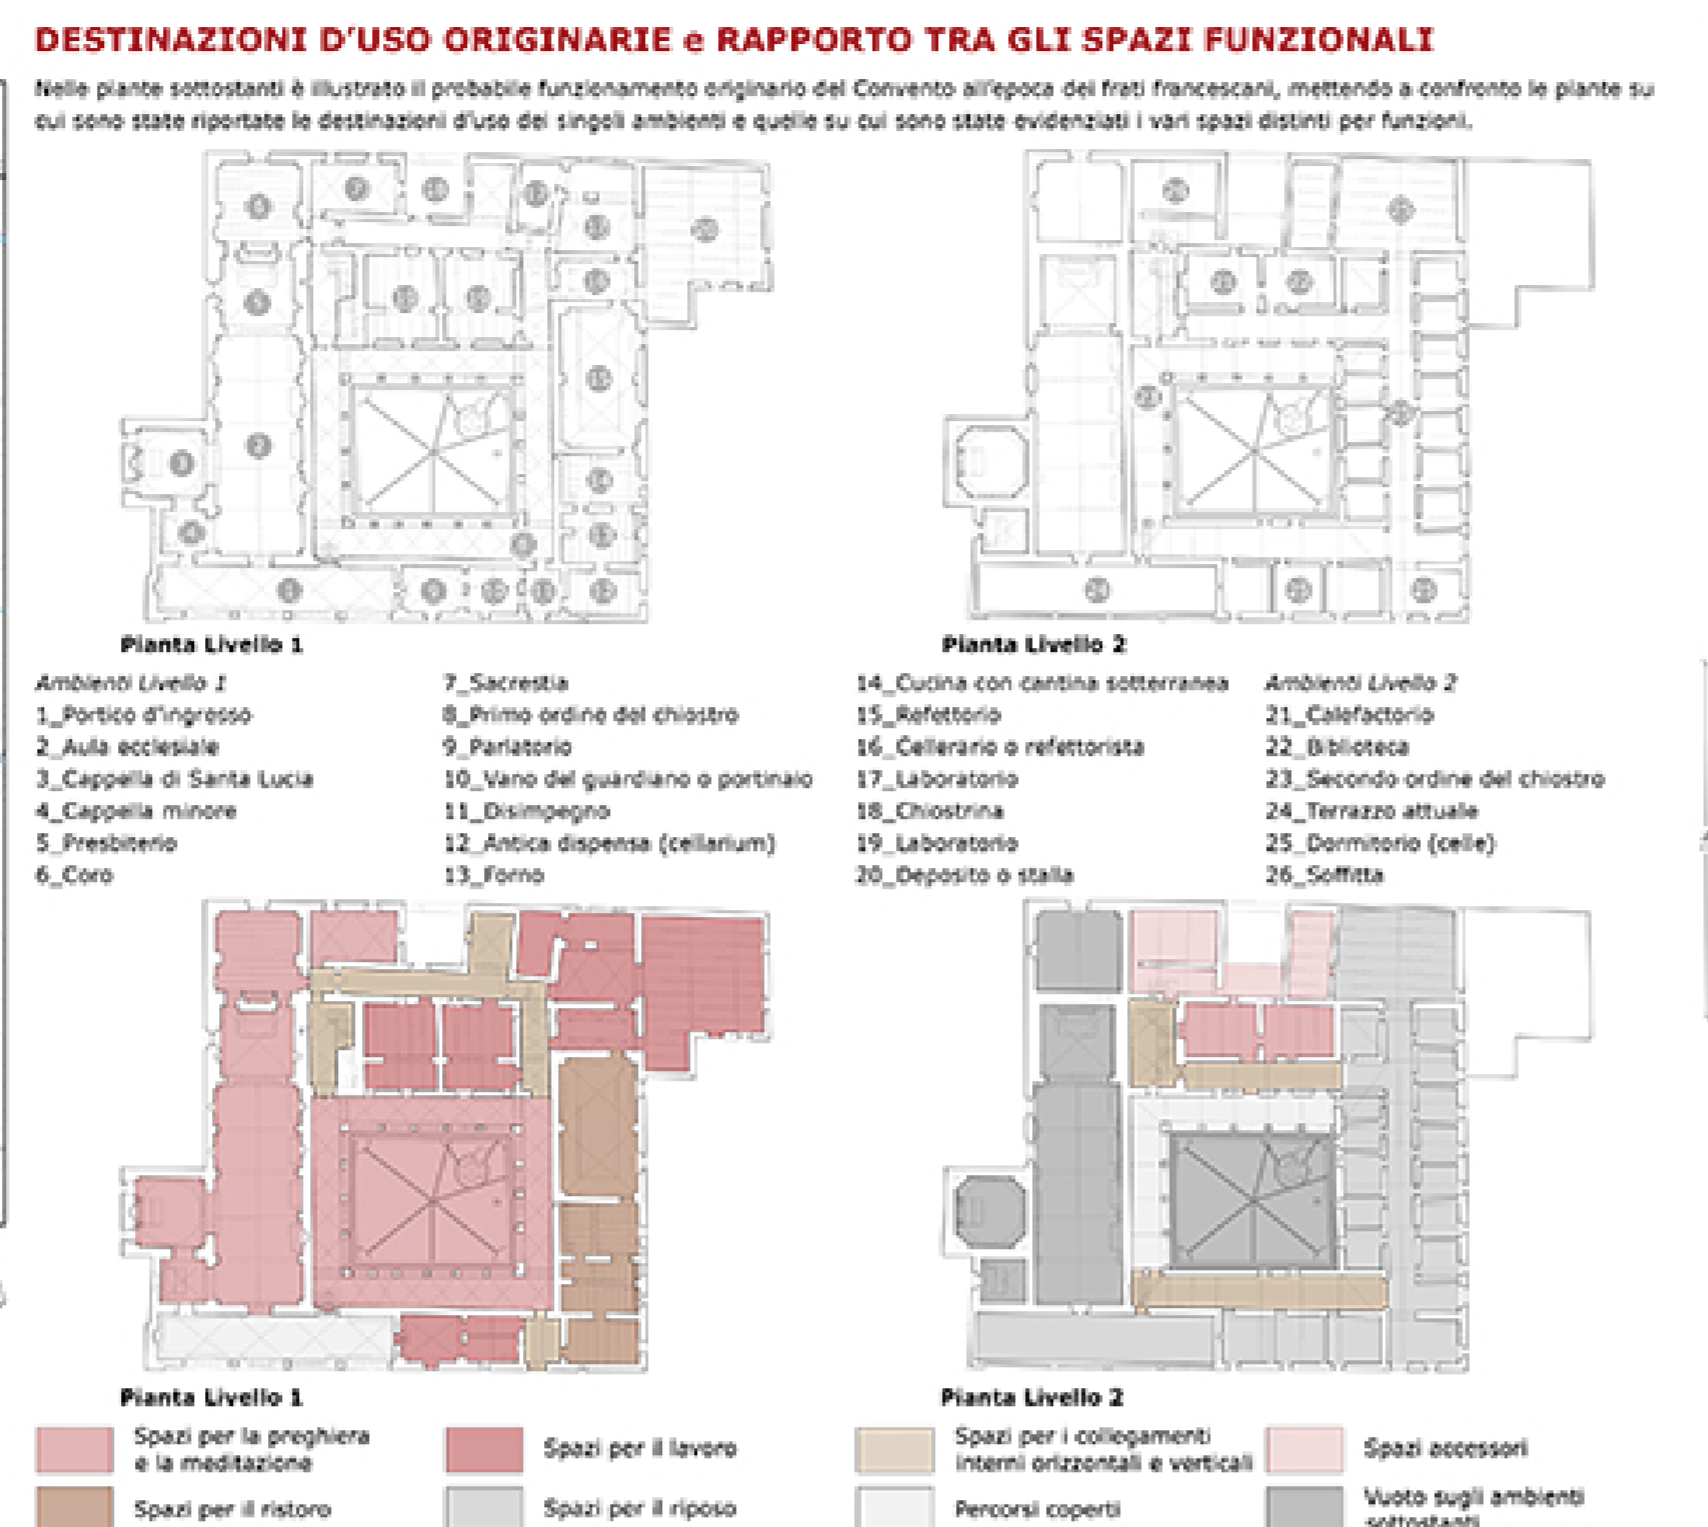 DESTINAZIONI D'USO ORIGINARIE e RAPPORTO TRA GLI SPAZI FUNZIONALI
Nelle piante sottostanti è illustrato il probabile funzionamento originario del Convento all'epoca dei frati francescani, mettendo a confronto le piante su
cui sono state riportate le destinazioni d'uso dei singoli ambienti e quelle su cui sono state evidenziati i vari spazi distinti per funzioni.
Pianta Livello 1
Pianta Livello 2
Ambienti Livello 1
1_Portico d'ingresso
2_Aula ecclesiale
3_Cappella di Santa Lucia
4_Cappella minore
5_Presbiterio
6_Coro
7_Sacrestia
8_Primo ordine del chiostro
9_Parlatorio
10_Vano del guardiano o portinaio
11_Disimpegno
12_Antica dispensa (cellarium)
13_Forno
14_Cucina con cantina sotterranea
15_Refettorio
16_Cellerario o refettorista
17_Laboratorio
18_Chiostrina
19_Laboratorio
20_Deposito o stalla
Ambienti Livello 2
21_Calefactorio
22_Biblioteca
23_Secondo ordine del chiostro
24_Terrazzo attuale
25_Dormitorio (celle)
26_Soffitta
Pianta Livello 1
Pianta Livello 2
Spazi per la preghiera
e la meditazione
Spazi per il lavoro
Spazi per i collegamenti
interni orizzontali e verticali
Spazi accessori
Spazi per il ristoro
Spazi per il riposo
Percorsi coperti
Vuoto sugli ambienti
sottostanti